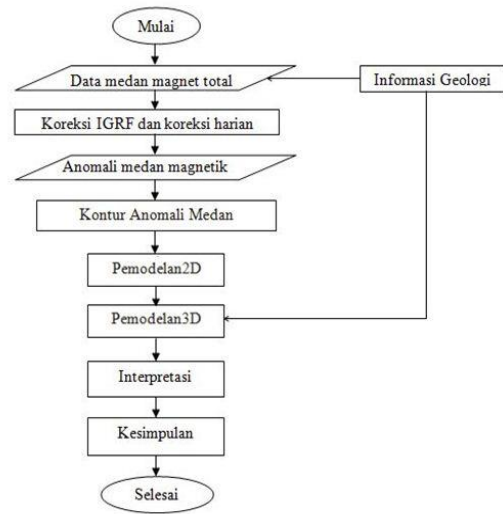 Mulai
Data medan magnet total
Informasi Geologi
Koreksi IGRF dan koreksi harian
Anomali medan magnetik
Kontur Anomali Medan
Pemodelan2D
Pemodelan3D
Interpretasi
Kesimpulan
Selesai